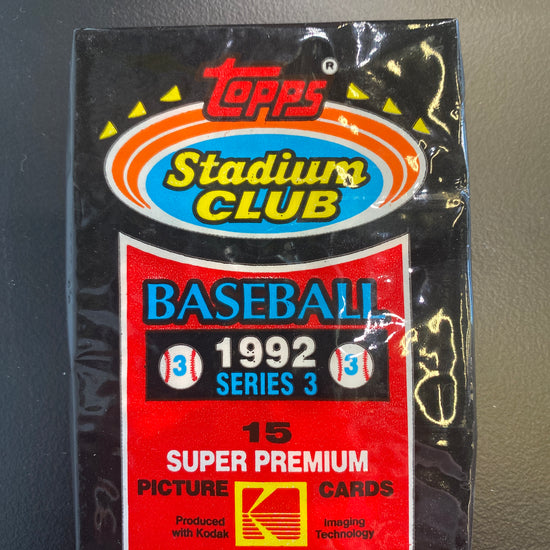 Topps ®
Stadium
CLUB
BASEBALL
3 1992 3
SERIES 3
15
SUPER PREMIUM
PICTURE CARDS
Produced Imaging
with Kodak Technology